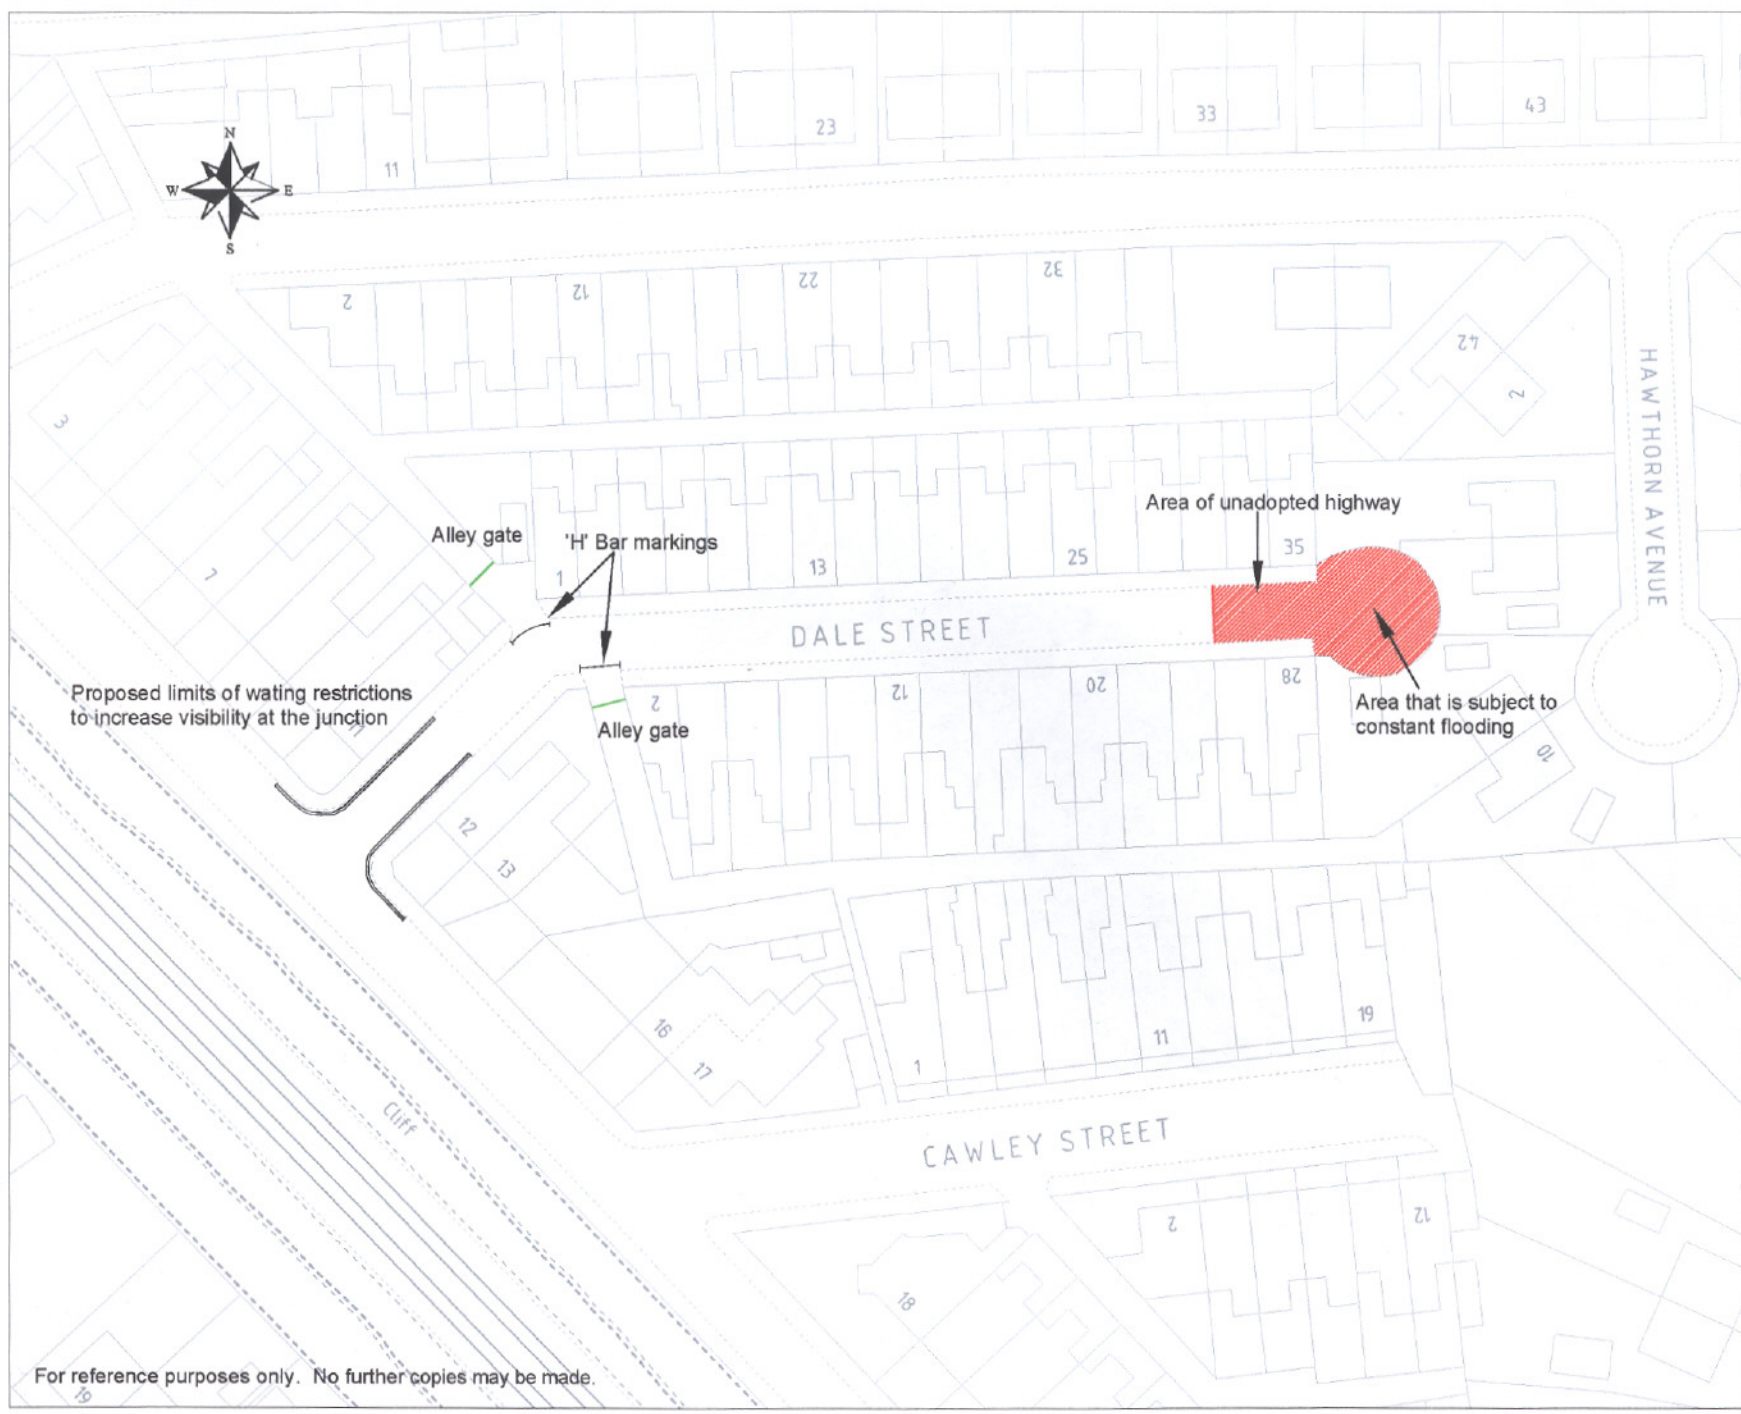 23
33
43
11
N
W
E
S
2
12
22
32
42
2
HAWTHORN AVENUE
3
7
Alley gate
'H' Bar markings
1
13
25
35
Area of unadopted highway
DALE STREET
Proposed limits of wating restrictions
to increase visibility at the junction
11
Alley gate
2
12
20
28
Area that is subject to
constant flooding
10
12
13
16
17
1
11
19
Cliff
CAWLEY STREET
2
12
18
For reference purposes only. No further copies may be made.
19